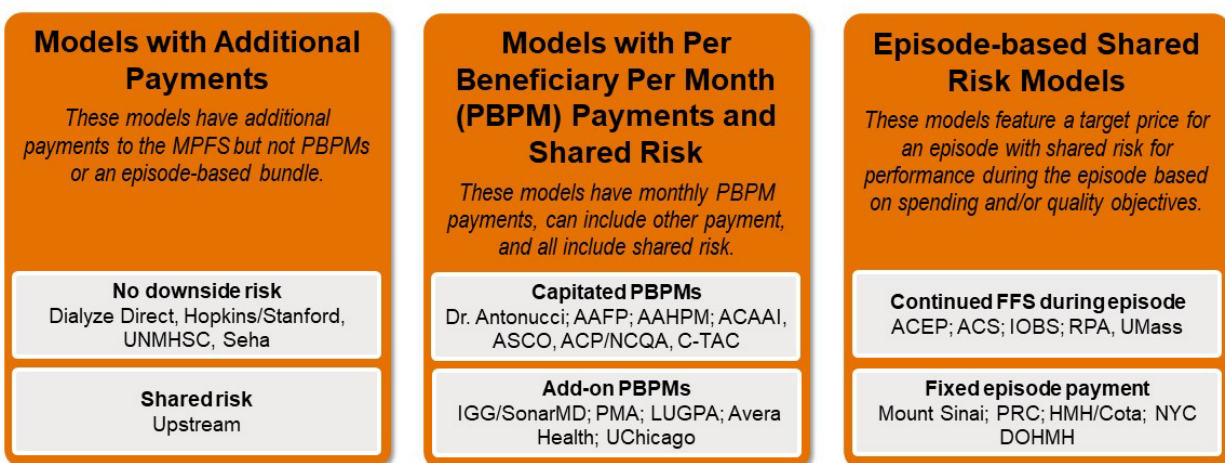 Models with Additional
Payments
These models have additional
payments to the MPFS but not PBPMs
or an episode-based bundle.
No downside risk
Dialyze Direct, Hopkins/Stanford,
UNMHSC, Seha
Shared risk
Upstream
Models with Per
Beneficiary Per Month
(PBPM) Payments and
Shared Risk
These models have monthly PBPM
payments, can include other payment,
and all include shared risk.
Capitated PBPMs
Dr. Antonucci; AAFP; AAHPM; ACAAI,
ASCO, ACP/NCQA, C-TAC
Add-on PBPMs
IGG/SonarMD; PMA; LUGPA; Avera
Health; UChicago
Episode-based Shared
Risk Models
These models feature a target price for
an episode with shared risk for
performance during the episode based
on spending and/or quality objectives.
Continued FFS during episode
ACEP; ACS; IOBS; RPA, UMass
Fixed episode payment
Mount Sinai; PRC; HMH/Cota; NYC
DOHMH